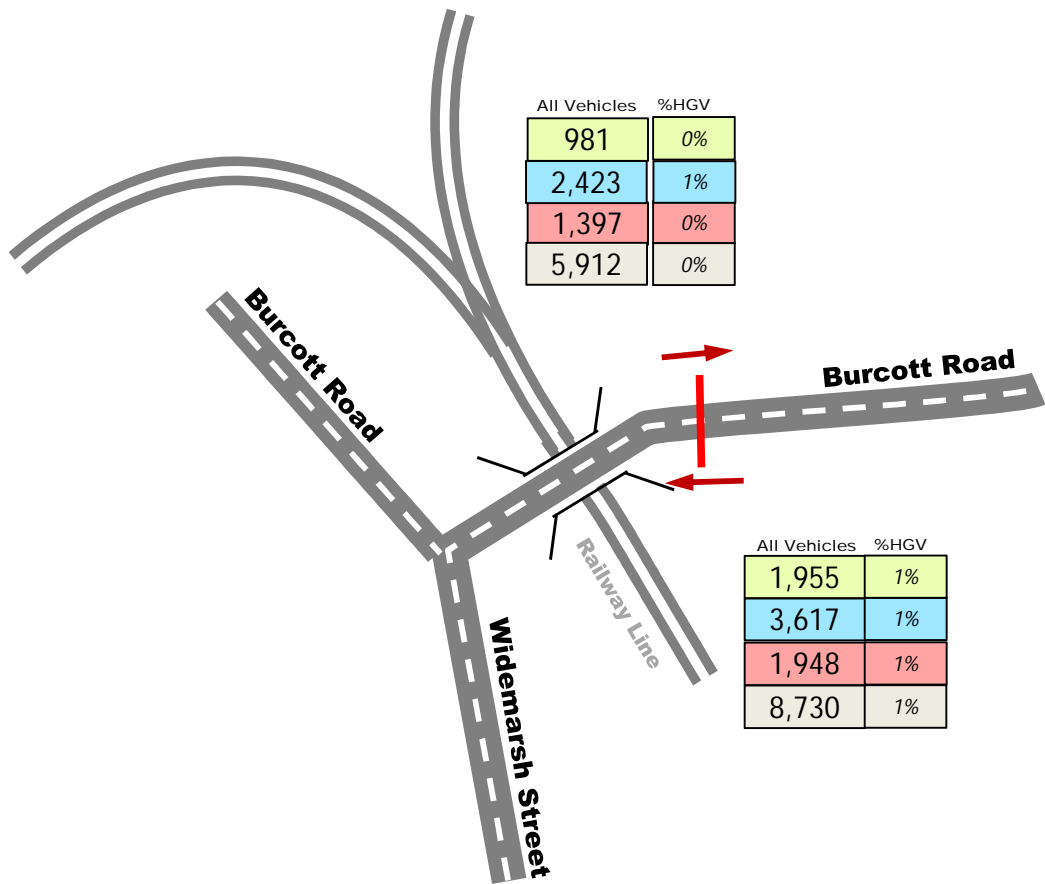 All Vehicles %HGV
981 0%
2,423 1%
1,397 0%
5,912 0%
Burcott Road
Burcott Road
Railway Line
All Vehicles %HGV
1,955 1%
3,617 1%
1,948 1%
8,730 1%
Widemarsh Street